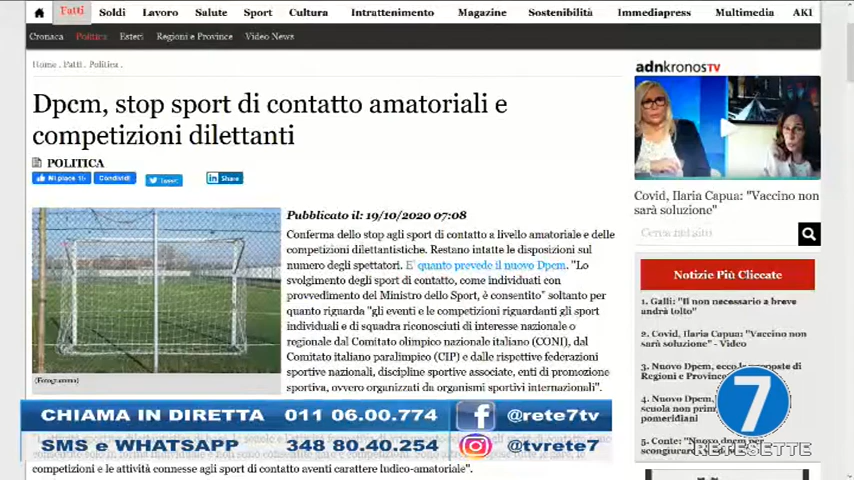 Fatti Soldi Lavoro Salute Sport Cultura Intrattenimento Magazine Sostenibilità Immediapress Multimedia AKI
Cronaca Politica Esteri Regioni e Province Video News
Home . Fatti . Politica .
Dpcm, stop sport di contatto amatoriali e
competizioni dilettanti
POLITICA
Mi piace Condividi Tweet in Share
Pubblicato il: 19/10/2020 07:08
Conferma dello stop agli sport di contatto a livello amatoriale e delle
competizioni dilettantistiche. Restano intatte le disposizioni sul
numero degli spettatori. E' quanto prevede il nuovo Dpcm. "Lo
svolgimento degli sport di contatto, come individuati con
provvedimento del Ministro dello Sport, è consentito" soltanto per
quanto riguarda "gli eventi e le competizioni riguardanti gli sport
individuali e di squadra riconosciuti di interesse nazionale o
regionale dal Comitato olimpico nazionale italiano (CONI), dal
Comitato italiano paralimpico (CIP) e dalle rispettive federazioni
sportive nazionali, discipline sportive associate, enti di promozione
sportiva, ovvero organizzati da organismi sportivi internazionali".
(Fotogramma)
competizioni e le attività connesse agli sport di contatto aventi carattere ludico-amatoriale".
adnkronosTV
Covid, Ilaria Capua: "Vaccino non
sarà soluzione"
Cerca nel sito
Notizie Più Cliccate
1. Galli: "Il non necessario a breve
andrà tolto"
2. Covid, Ilaria Capua: "Vaccino non
sarà soluzione" - Video
3. Nuovo Dpcm, ecco le proposte di
Regioni e Province
4. Nuovo Dpcm,
scuola non prim
pomeridiani
5. Conte: "Nuovo dpcm per
scongiurare
CHIAMA IN DIRETTA 011 06.00.774 f @rete7tv
SMS e WHATSAPP 348 80.40.254 @tvrete7
7
RETESETTE